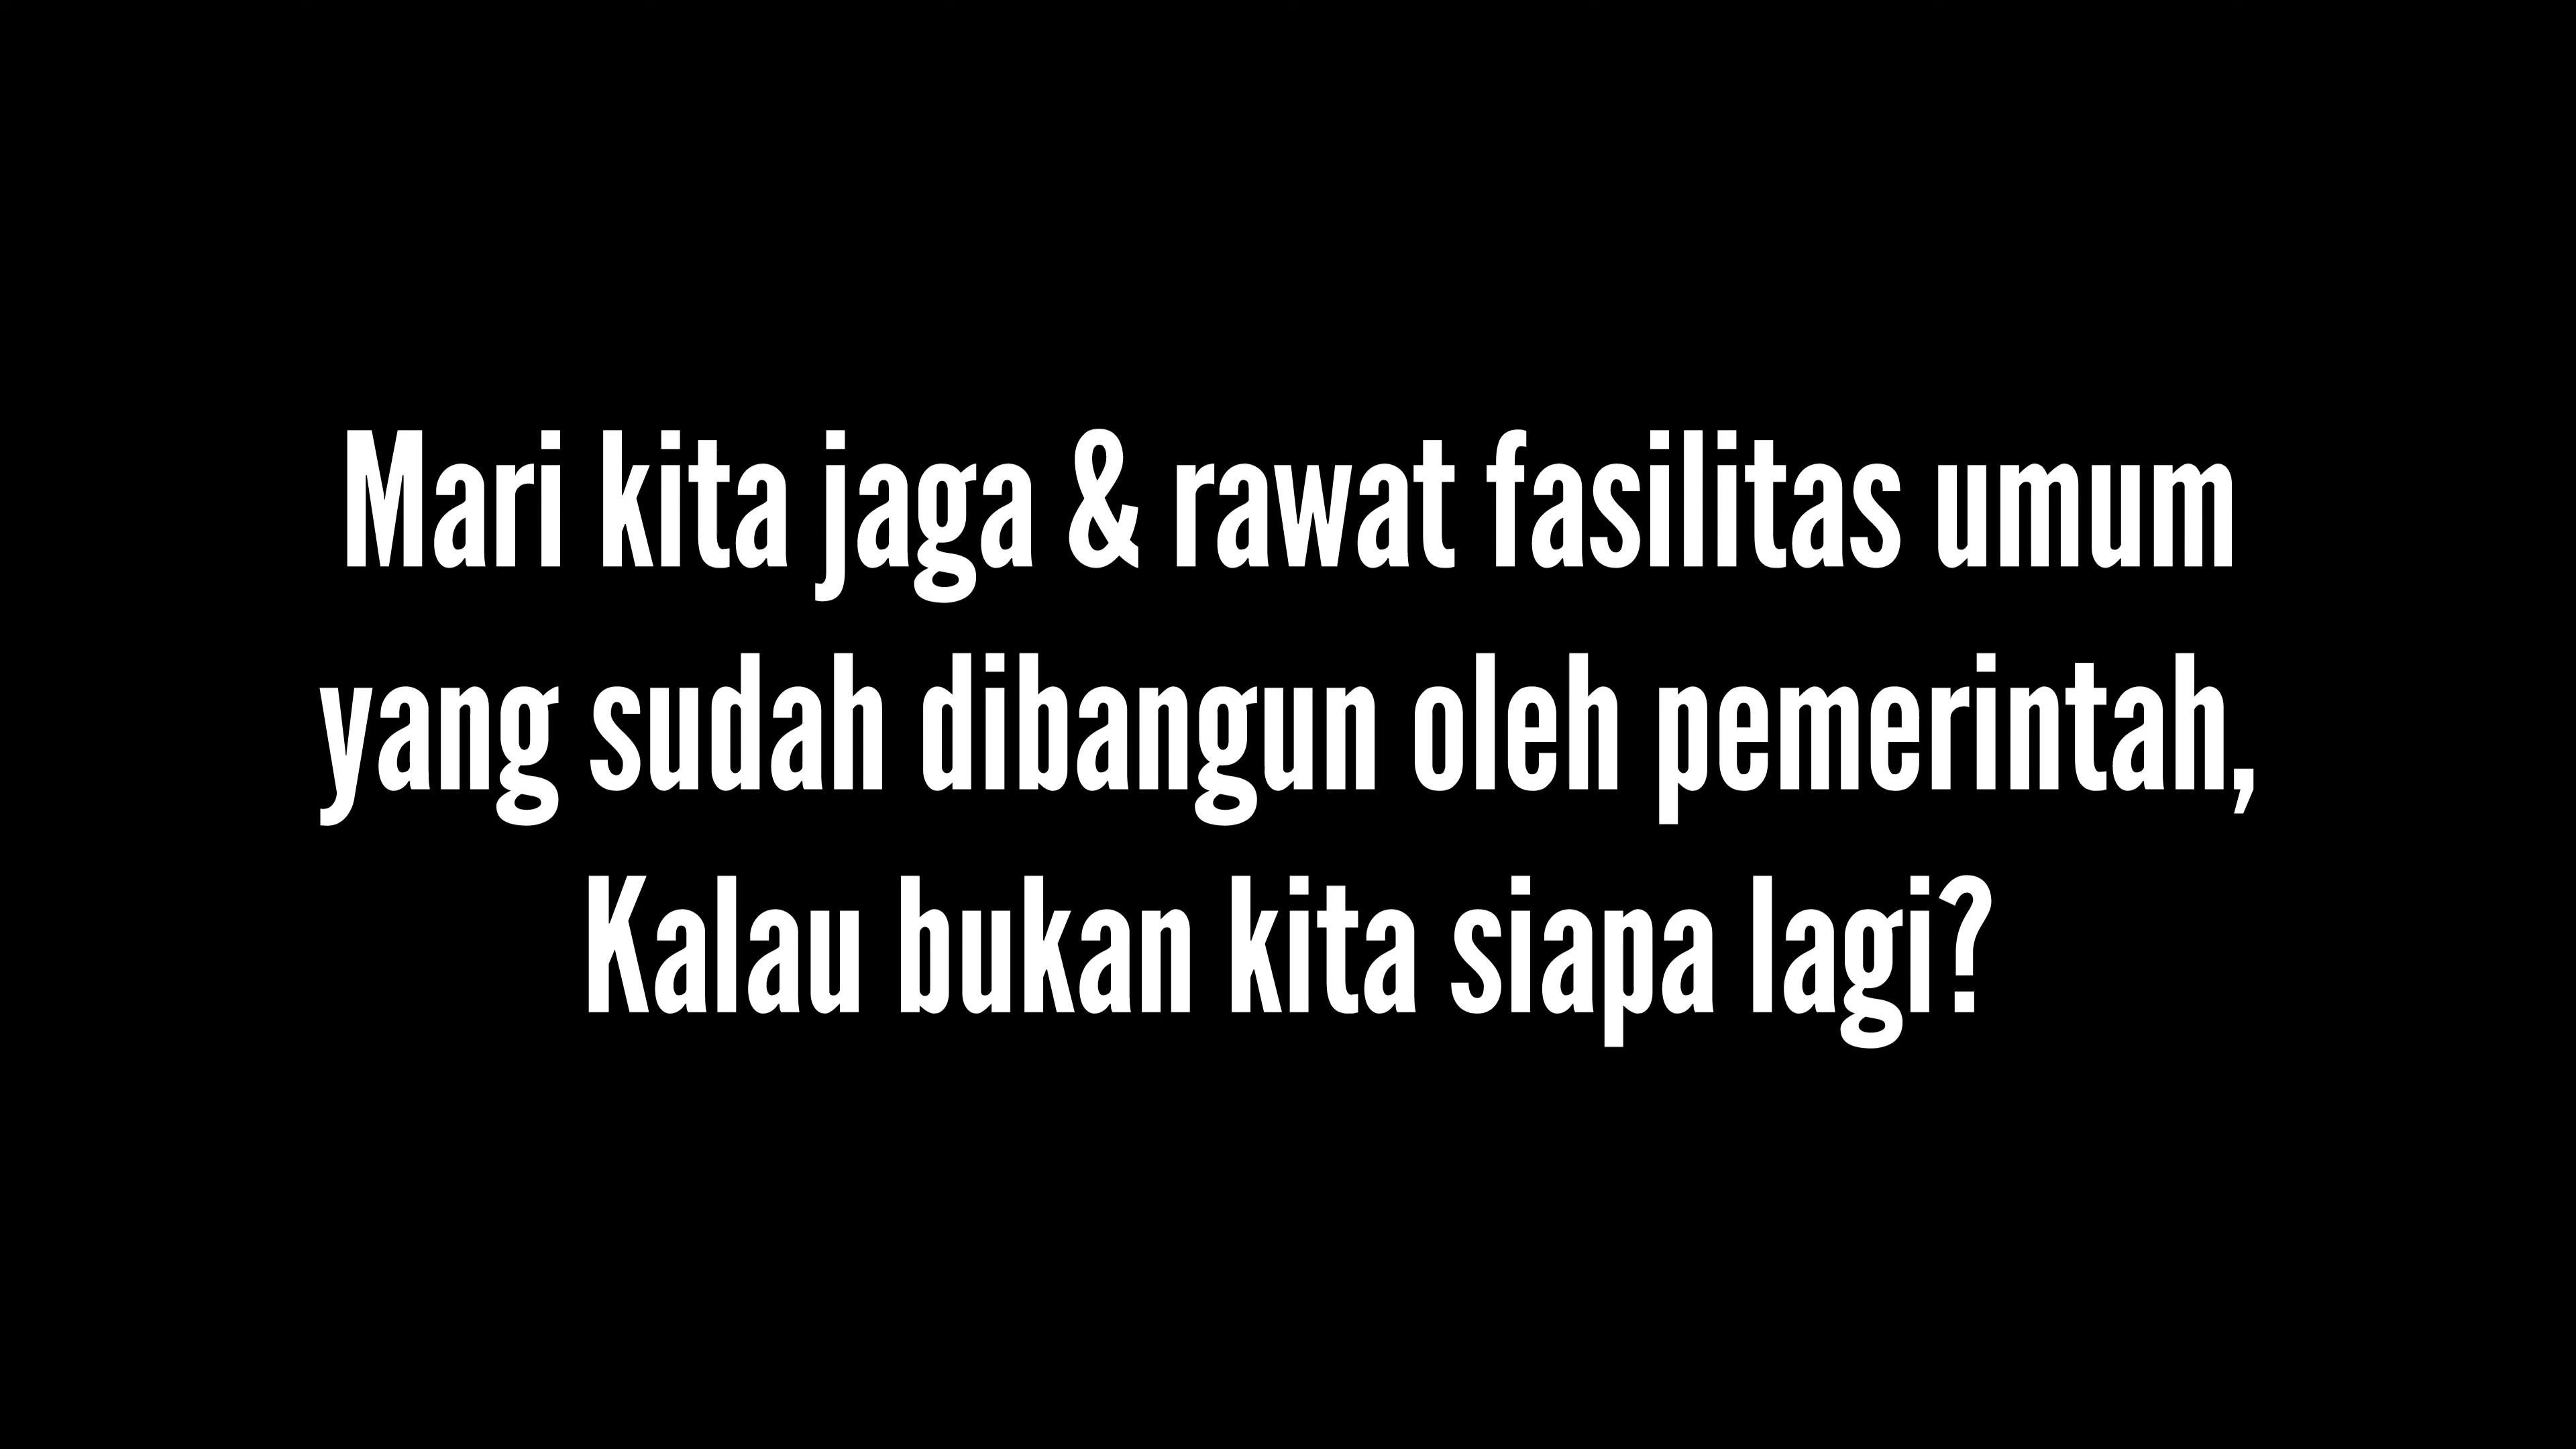 Mari kita jaga & rawat fasilitas umum
yang sudah dibangun oleh pemerintah,
Kalau bukan kita siapa lagi?